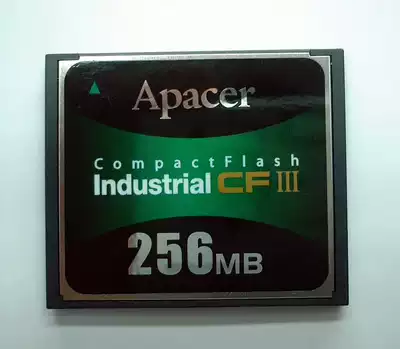 Apacer
CompactFlash
Industrial CF III
256MB